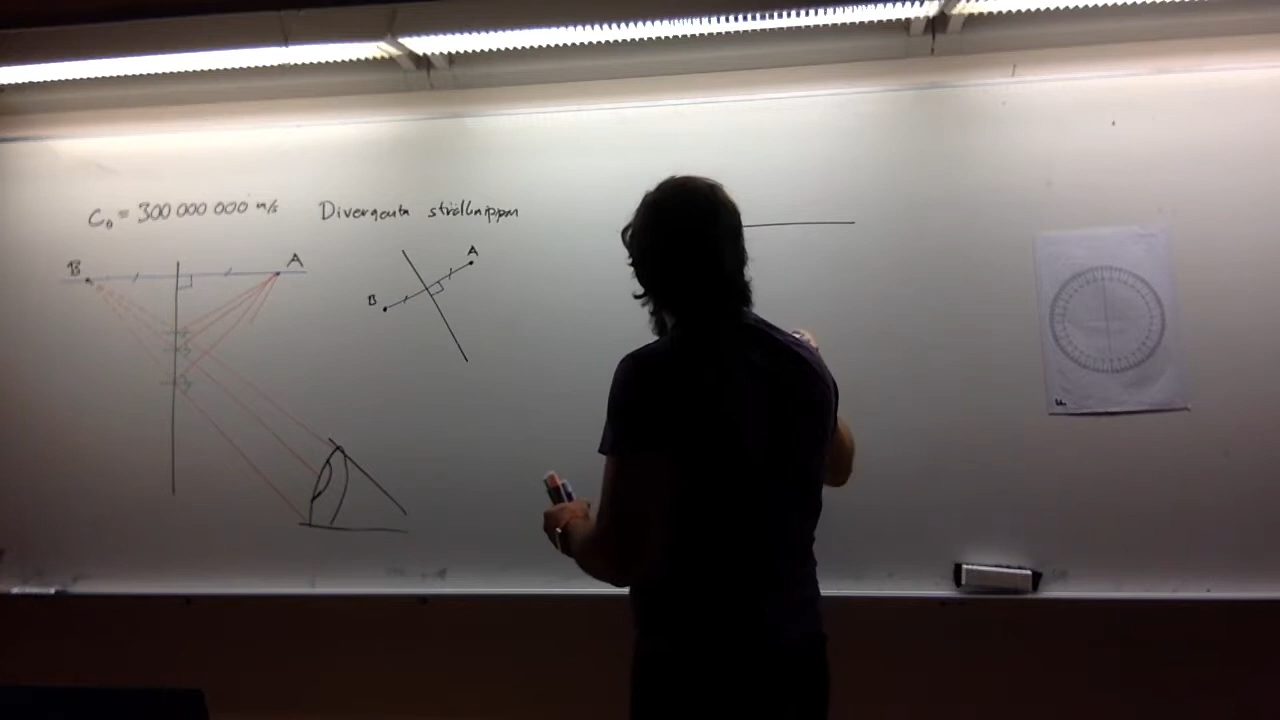 C₀ = 300 000 000 m/s
Divergenta strålknippen
B A
A
B
F